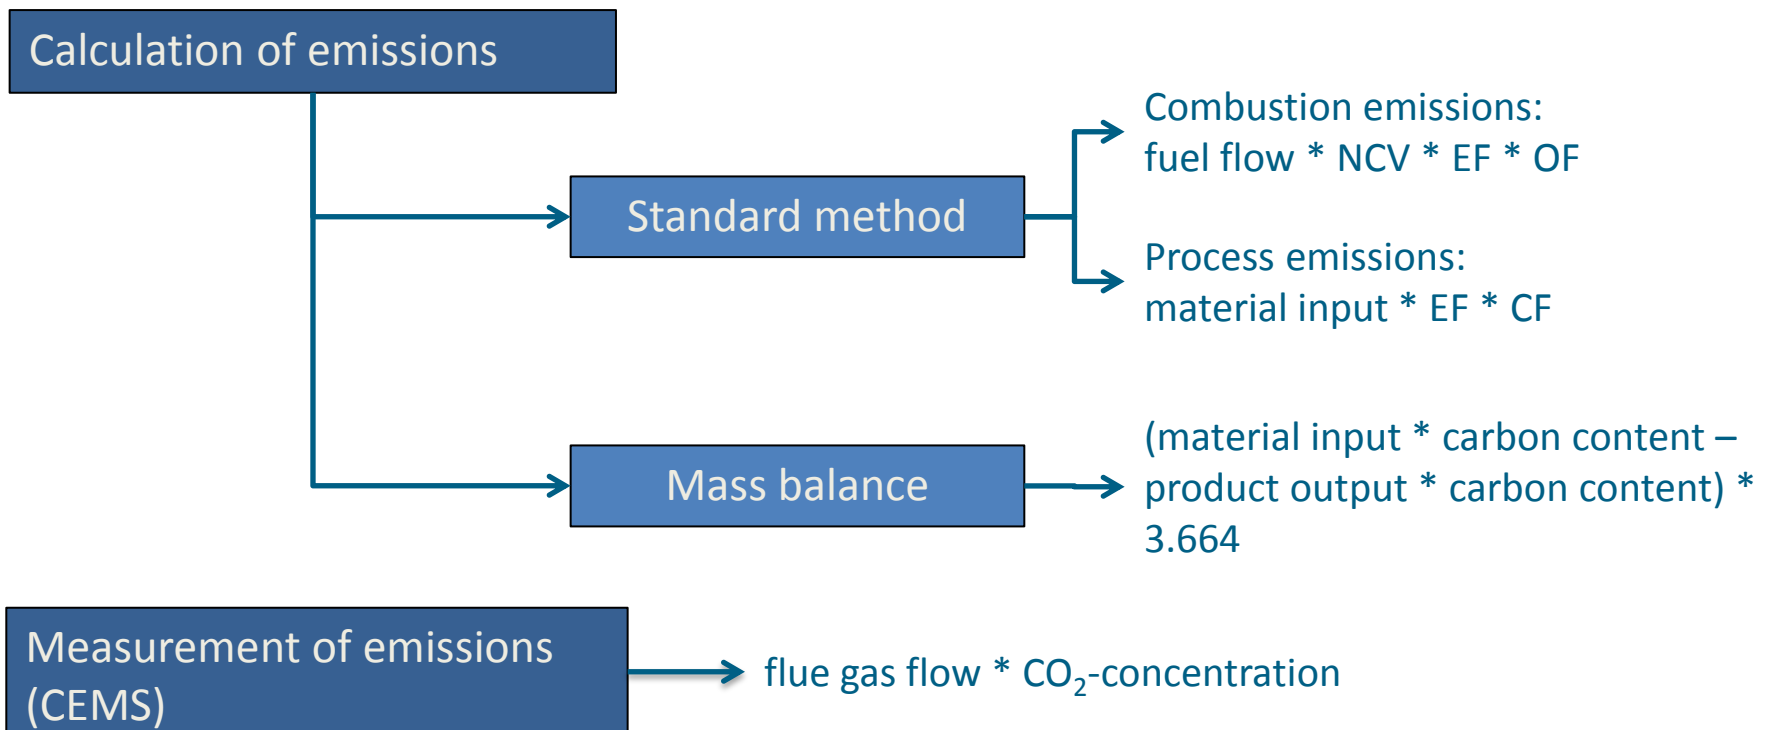 Calculation of emissions
Combustion emissions:
fuel flow * NCV * EF * OF
Standard method
Process emissions:
material input * EF * CF
(material input * carbon content –
Mass balance
product output * carbon content) *
3.664
Measurement of emissions
(CEMS)
flue gas flow * CO₂-concentration